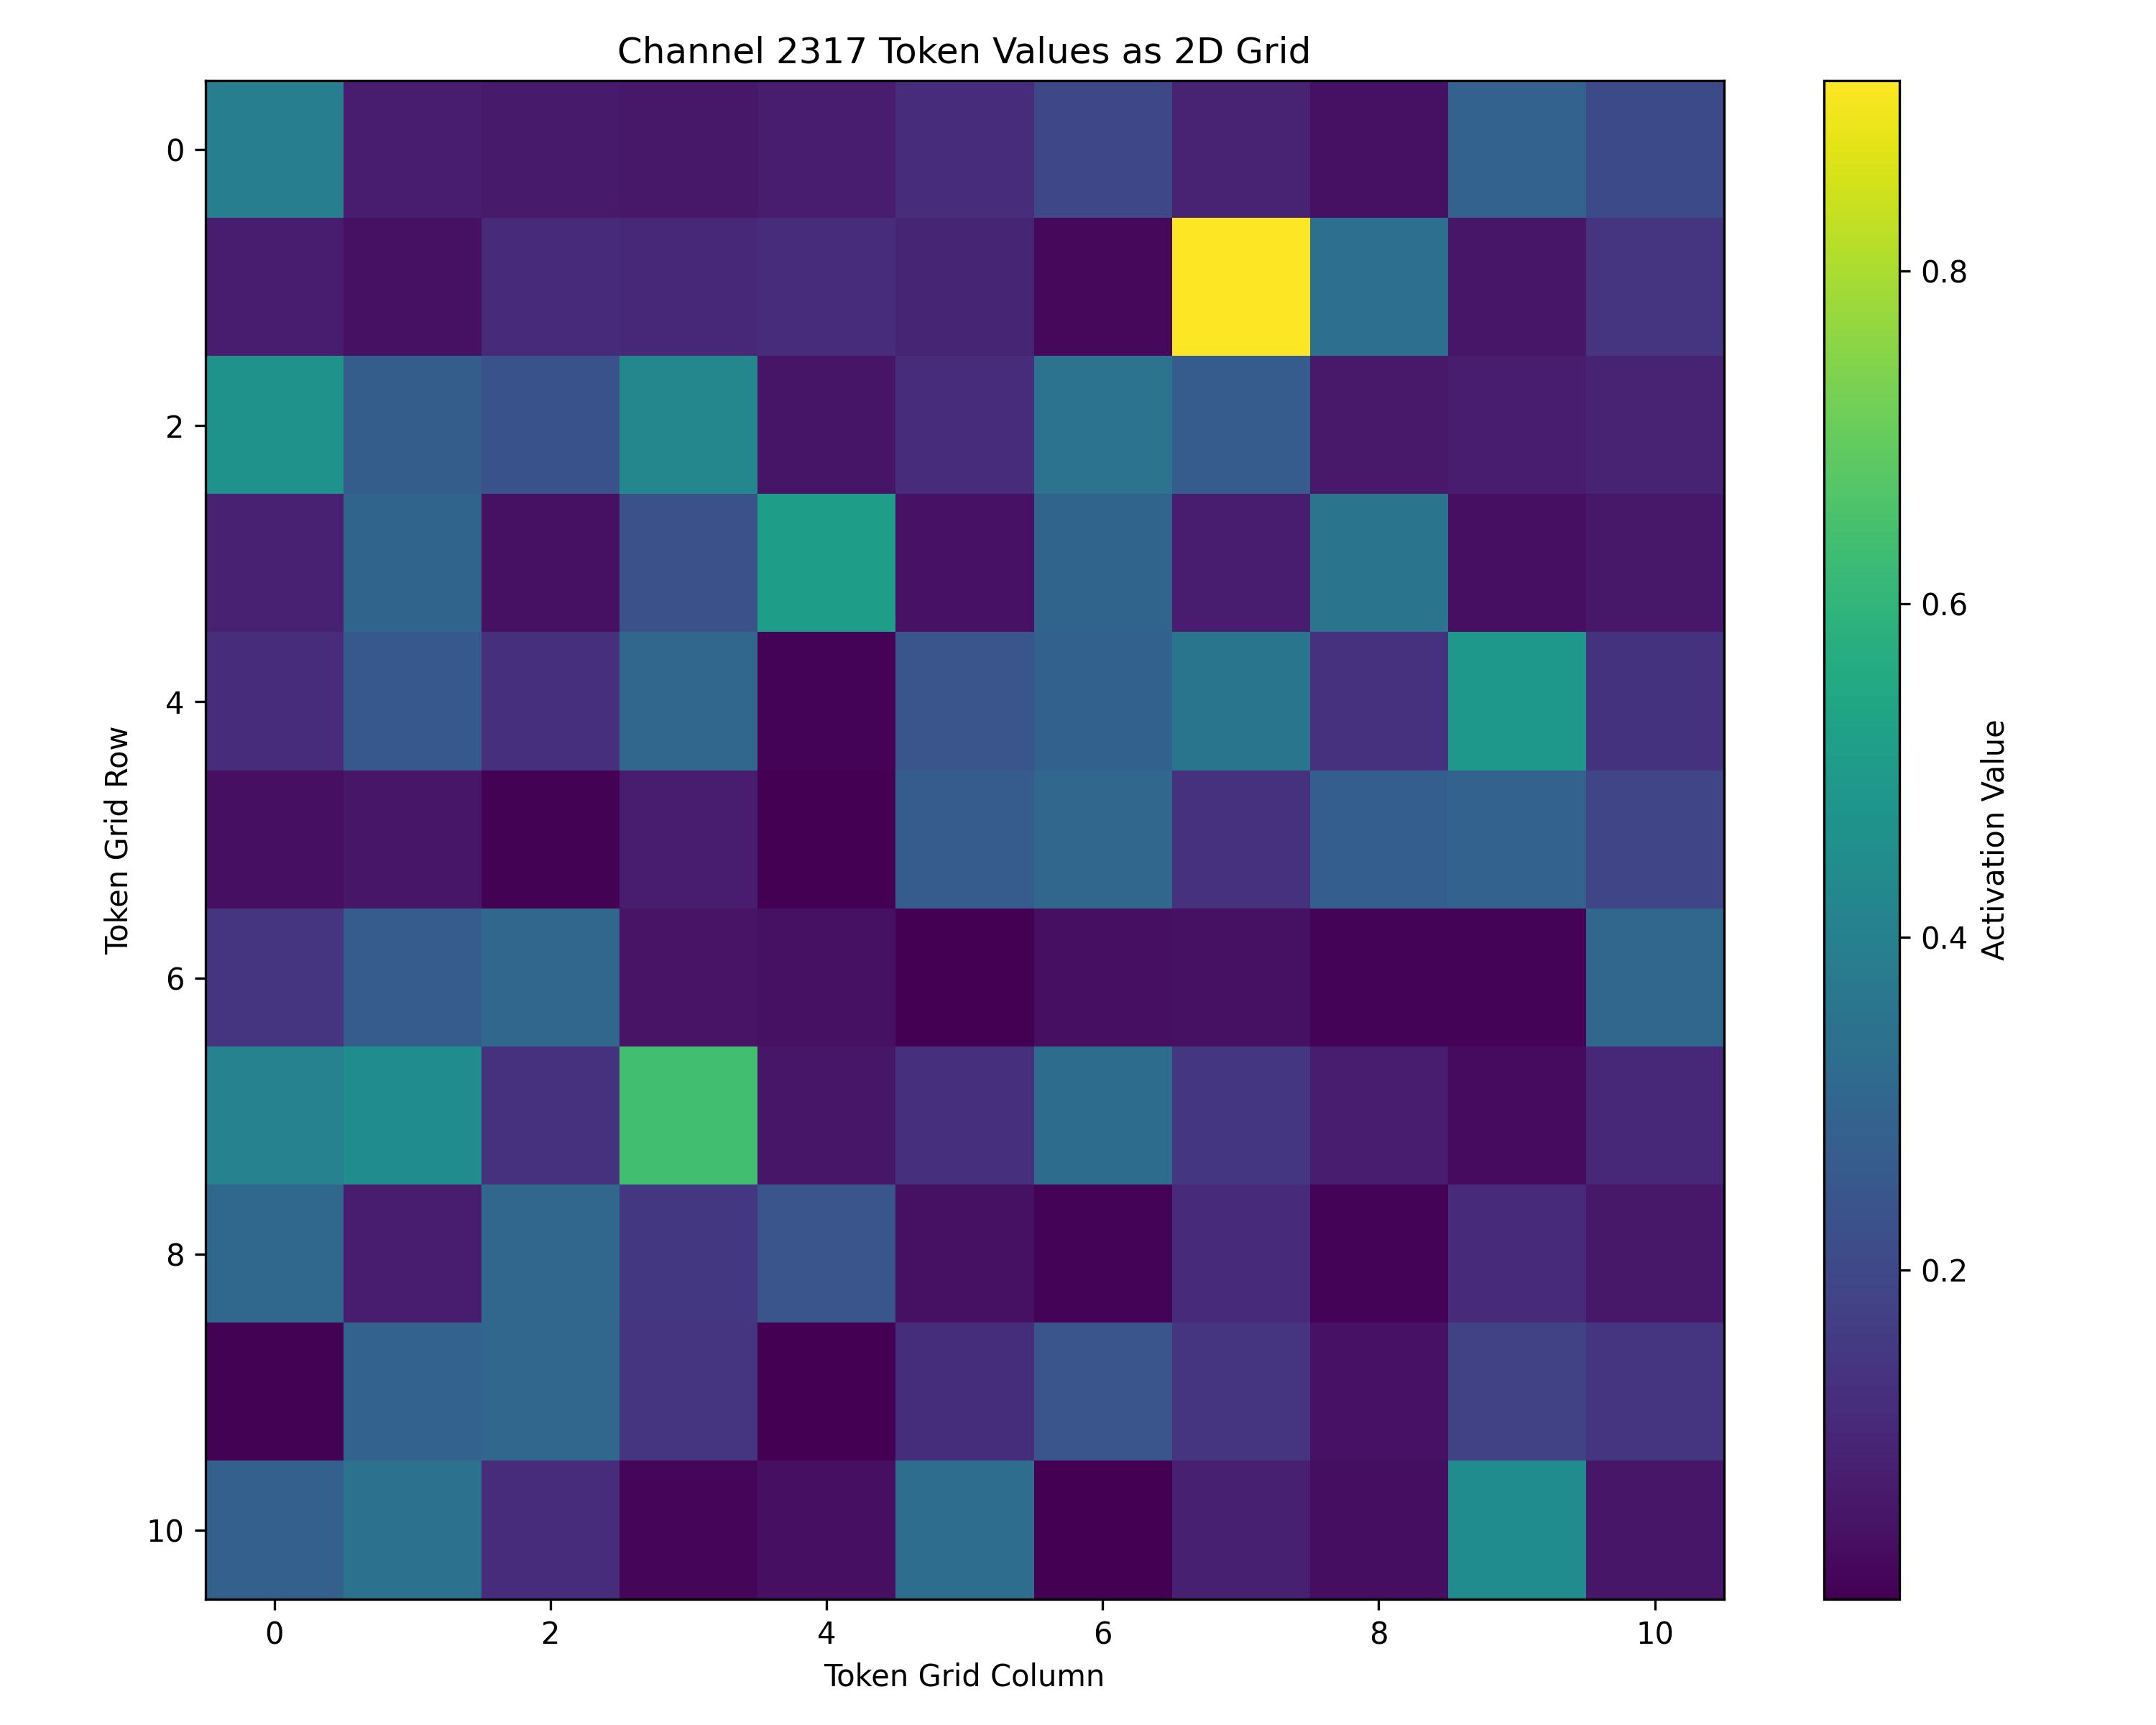 Channel 2317 Token Values as 2D Grid
0
2
4
6
8
10
Token Grid Row
0 2 4 6 8 10
Token Grid Column
0.8
0.6
0.4
0.2
Activation Value